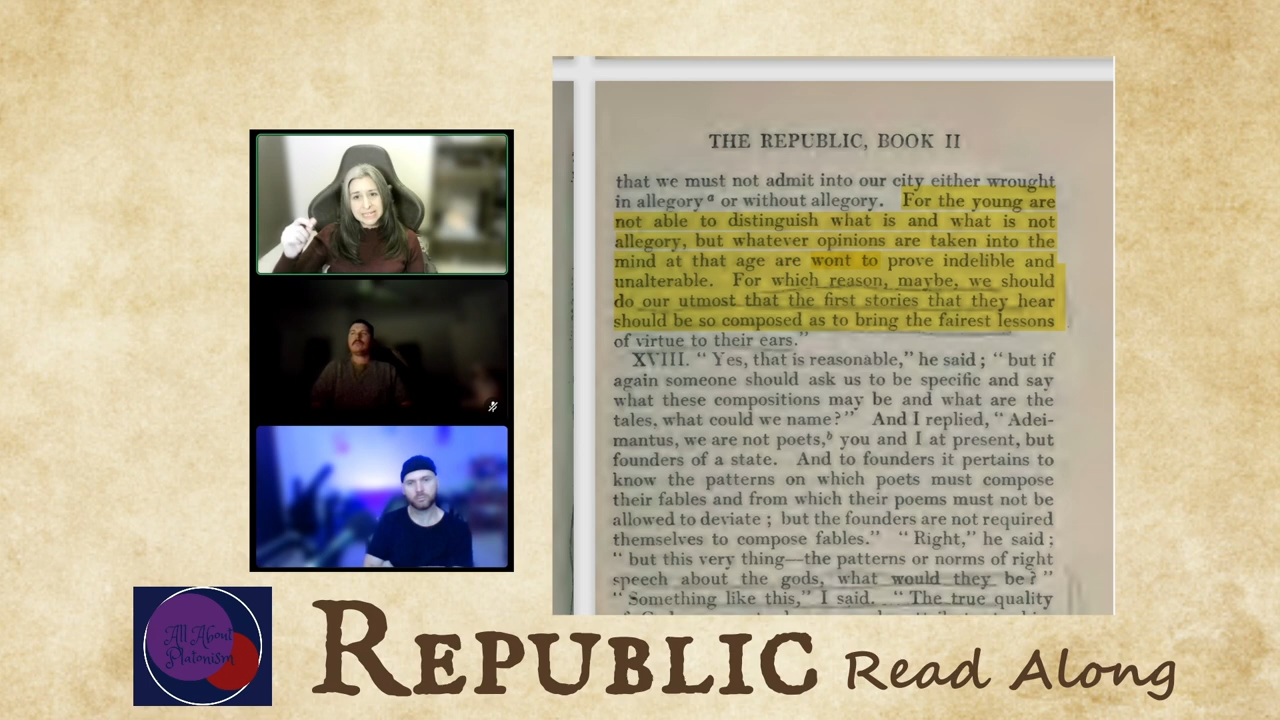 THE REPUBLIC, BOOK II
that we must not admit into our city either wrought
in allegory a or without allegory. For the young are
not able to distinguish what is and what is not
allegory, but whatever opinions are taken into the
mind at that age are wont to prove indelible and
unalterable. For which reason, maybe, we should
do our utmost that the first stories that they hear
should be so composed as to bring the fairest lessons
of virtue to their ears.”
XVIII. “ Yes, that is reasonable,” he said ; “ but if
again someone should ask us to be specific and say
what these compositions may be and what are the
tales, what could we name ? ” And I replied, “ Adei-
mantus, we are not poets,b you and I at present, but
founders of a state. And to founders it pertains to
know the patterns on which poets must compose
their fables and from which their poems must not be
allowed to deviate ; but the founders are not required
themselves to compose fables.” “ Right,” he said ;
“ but this very thing—the patterns or norms of right
speech about the gods, what would they be ? ”
“ Something like this,” I said. “ The true quality
All About
Platonism
REPUBLIC Read Along